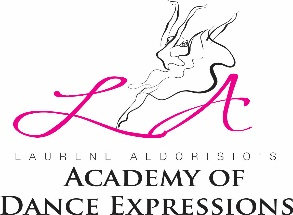 LA
LAURENE ALDORISIO'S
ACADEMY OF
DANCE EXPRESSIONS